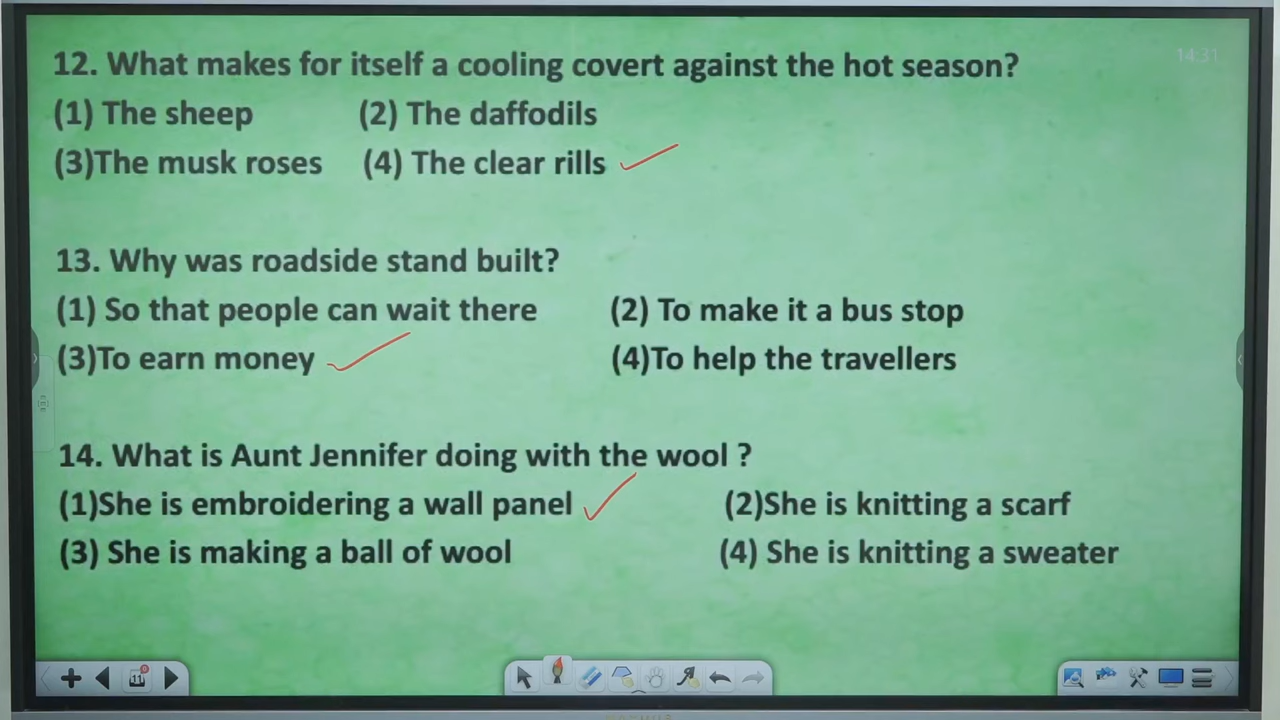 14:31
12. What makes for itself a cooling covert against the hot season?
(1) The sheep (2) The daffodils
(3)The musk roses (4) The clear rills
13. Why was roadside stand built?
(1) So that people can wait there (2) To make it a bus stop
(3)To earn money (4)To help the travellers
14. What is Aunt Jennifer doing with the wool ?
(1)She is embroidering a wall panel (2)She is knitting a scarf
(3) She is making a ball of wool (4) She is knitting a sweater
11